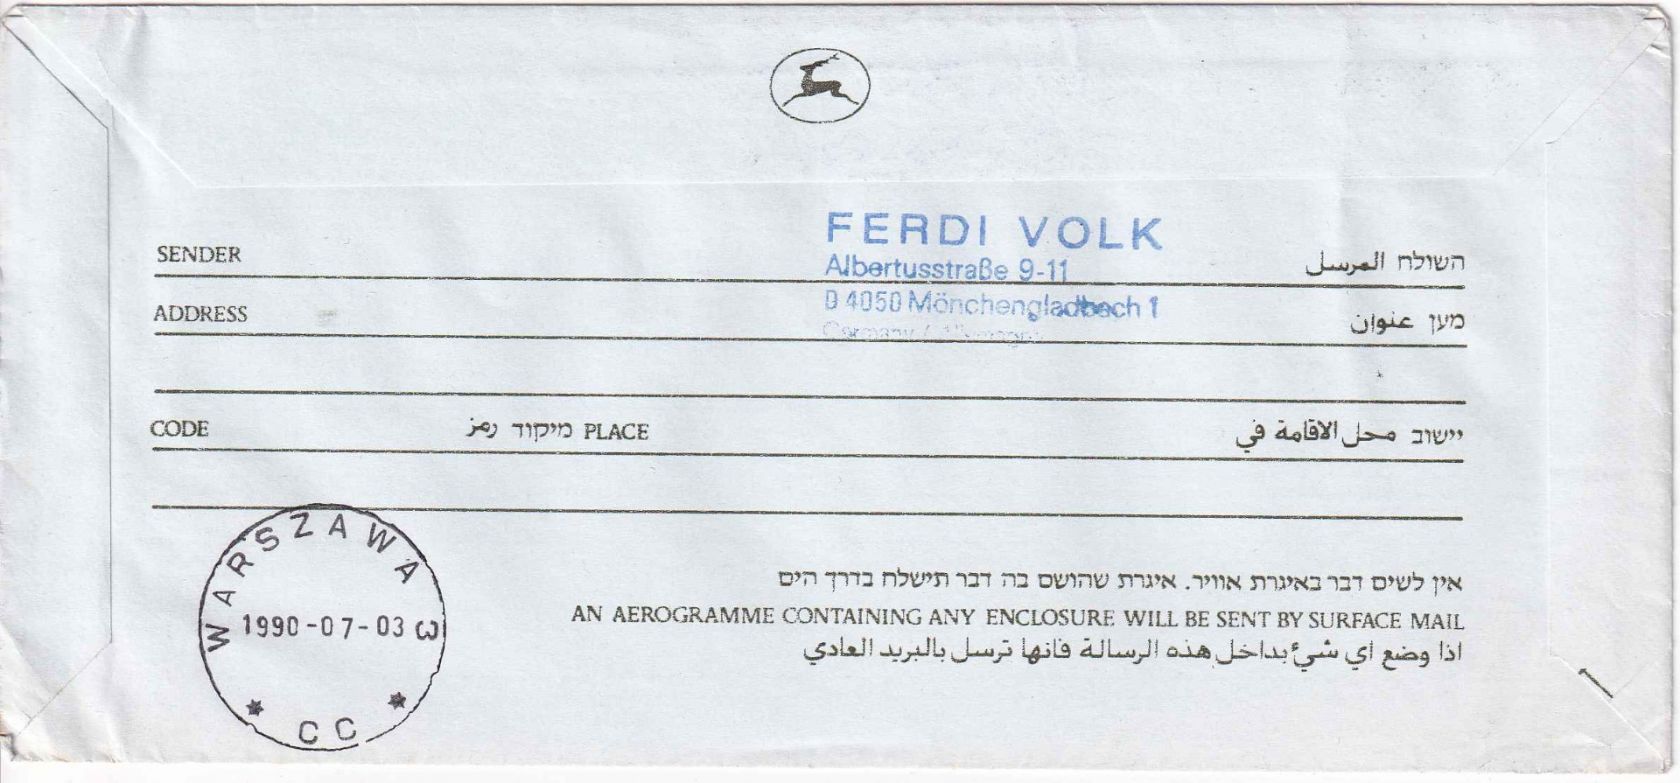 FERDI VOLK
SENDER השולח المرسل
Albertusstraße 9-11
D 4050 Mönchengladbach 1
ADDRESS מען عنوان
Germany /
CODE מיקוד رمز PLACE יישוב محل الاقامة في
WARSZAWA 3
1990-07-03
* CC *
אין לשים דבר באיגרת אוויר. איגרת שהושם בה דבר תישלח בדרך הים
AN AEROGRAMME CONTAINING ANY ENCLOSURE WILL BE SENT BY SURFACE MAIL
اذا وضع اي شيء بداخل هذه الرسالة فانها ترسل بالبريد العادي